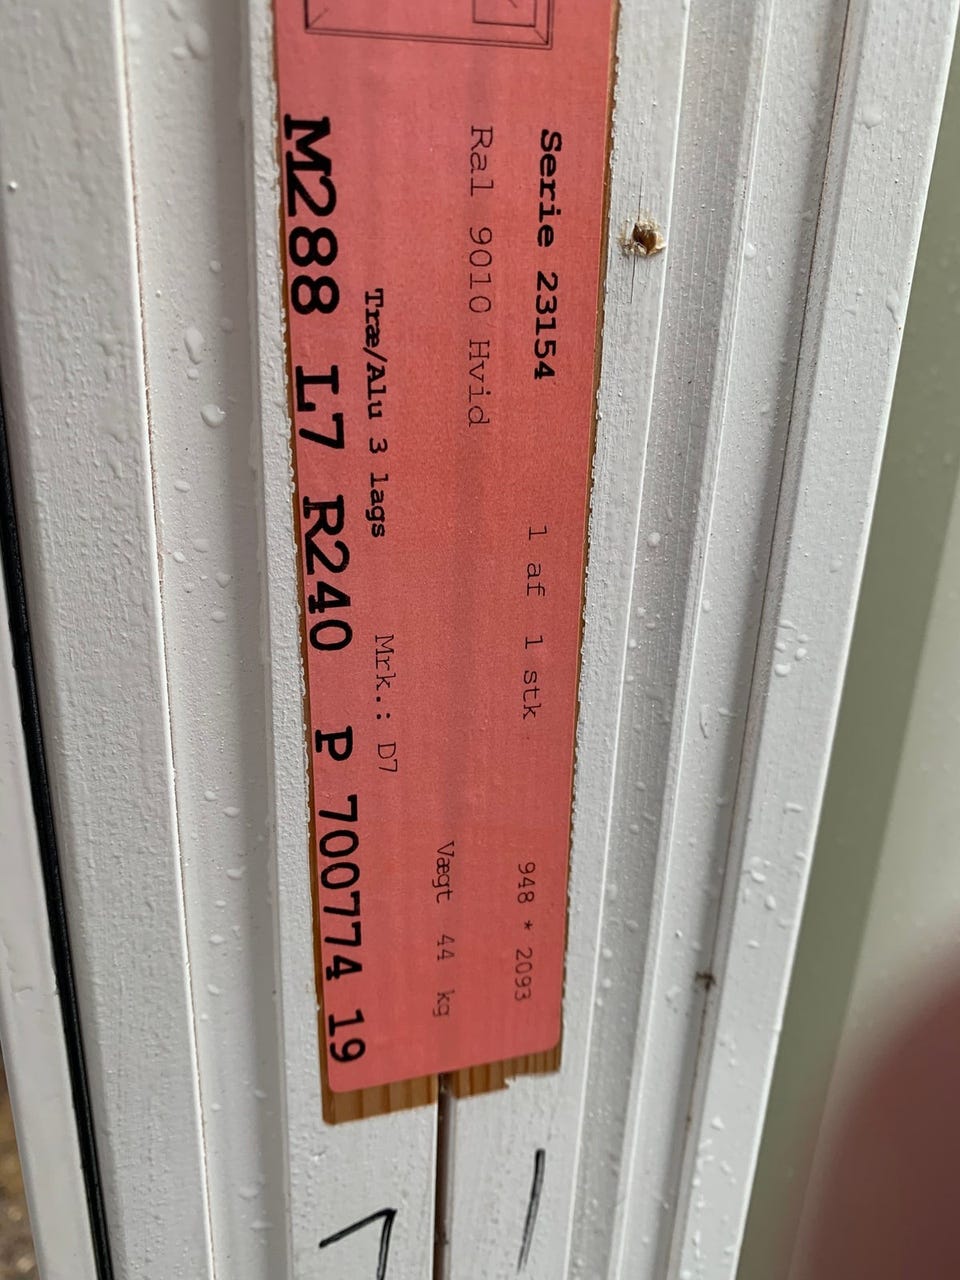 Serie 23154 1 af 1 stk 948 * 2093
Ral 9010 Hvid
Vægt 44 kg
Træ/Alu 3 lags Mrk.: D7
M288 L7 R240 P 700774 19